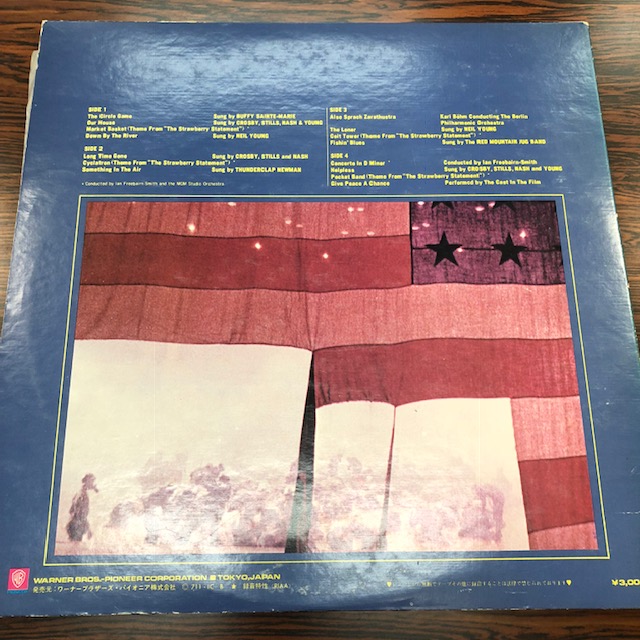 SIDE 1
The Circle Game Sung by BUFFY SAINTE-MARIE
Our House Sung by CROSBY, STILLS, NASH & YOUNG
Market Basket (Theme From "The Strawberry Statement") *
Down By The River Sung by NEIL YOUNG
SIDE 2
Long Time Gone Sung by CROSBY, STILLS and NASH
Cyclatron (Theme From "The Strawberry Statement") *
Something In The Air Sung by THUNDERCLAP NEWMAN
* Conducted by Ian Freebairn-Smith and the MGM Studio Orchestra
SIDE 3
Also Sprach Zarathustra Karl Böhm Conducting The Berlin
Philharmonic Orchestra
The Loner Sung by NEIL YOUNG
Coit Tower (Theme From "The Strawberry Statement") *
Fishin' Blues Sung by The RED MOUNTAIN JUG BAND
SIDE 4
Concerto in D Minor Conducted by Ian Freebairn-Smith
Helpless Sung by CROSBY, STILLS, NASH and YOUNG
Pocket Band (Theme From "The Strawberry Statement") *
Give Peace A Chance Performed by The Cast In The Film
WARNER BROS.-PIONEER CORPORATION TOKYO, JAPAN
発売元：ワーナーブラザーズ・パイオニア株式会社
¥3,00